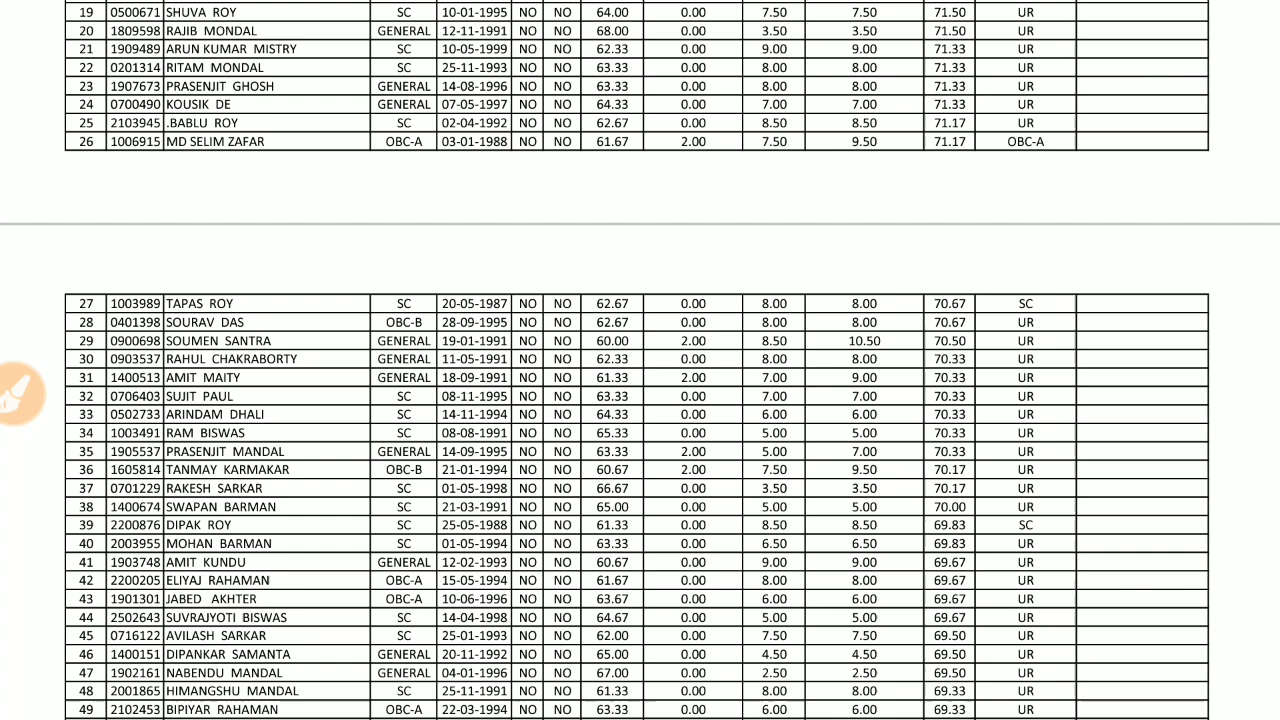 19 0500671 SHUVA ROY SC 10-01-1995 NO NO 64.00 0.00 7.50 7.50 71.50 UR
20 1809598 RAJIB MONDAL GENERAL 12-11-1991 NO NO 68.00 0.00 3.50 3.50 71.50 UR
21 1909489 ARUN KUMAR MISTRY SC 10-05-1999 NO NO 62.33 0.00 9.00 9.00 71.33 UR
22 0201314 RITAM MONDAL SC 25-11-1993 NO NO 63.33 0.00 8.00 8.00 71.33 UR
23 1907673 PRASENJIT GHOSH GENERAL 14-08-1996 NO NO 63.33 0.00 8.00 8.00 71.33 UR
24 0700490 KOUSIK DE GENERAL 07-05-1997 NO NO 64.33 0.00 7.00 7.00 71.33 UR
25 2103945 .BABLU ROY SC 02-04-1992 NO NO 62.67 0.00 8.50 8.50 71.17 UR
26 1006915 MD SELIM ZAFAR OBC-A 03-01-1988 NO NO 61.67 2.00 7.50 9.50 71.17 OBC-A
27 1003989 TAPAS ROY SC 20-05-1987 NO NO 62.67 0.00 8.00 8.00 70.67 SC
28 0401398 SOURAV DAS OBC-B 28-09-1995 NO NO 62.67 0.00 8.00 8.00 70.67 UR
29 0900698 SOUMEN SANTRA GENERAL 19-01-1991 NO NO 60.00 2.00 8.50 10.50 70.50 UR
30 0903537 RAHUL CHAKRABORTY GENERAL 11-05-1991 NO NO 62.33 0.00 8.00 8.00 70.33 UR
31 1400513 AMIT MAITY GENERAL 18-09-1991 NO NO 61.33 2.00 7.00 9.00 70.33 UR
32 0706403 SUJIT PAUL SC 08-11-1995 NO NO 63.33 0.00 7.00 7.00 70.33 UR
33 0502733 ARINDAM DHALI SC 14-11-1994 NO NO 64.33 0.00 6.00 6.00 70.33 UR
34 1003491 RAM BISWAS SC 08-08-1991 NO NO 65.33 0.00 5.00 5.00 70.33 UR
35 1905537 PRASENJIT MANDAL GENERAL 14-09-1995 NO NO 63.33 2.00 5.00 7.00 70.33 UR
36 1605814 TANMAY KARMAKAR OBC-B 21-01-1994 NO NO 60.67 2.00 7.50 9.50 70.17 UR
37 0701229 RAKESH SARKAR SC 01-05-1998 NO NO 66.67 0.00 3.50 3.50 70.17 UR
38 1400674 SWAPAN BARMAN SC 21-03-1991 NO NO 65.00 0.00 5.00 5.00 70.00 UR
39 2200876 DIPAK ROY SC 25-05-1988 NO NO 61.33 0.00 8.50 8.50 69.83 SC
40 2003955 MOHAN BARMAN SC 01-05-1994 NO NO 63.33 0.00 6.50 6.50 69.83 UR
41 1903748 AMIT KUNDU GENERAL 12-02-1993 NO NO 60.67 0.00 9.00 9.00 69.67 UR
42 2200205 ELIYAJ RAHAMAN OBC-A 15-05-1994 NO NO 61.67 0.00 8.00 8.00 69.67 UR
43 1901301 JABED AKHTER OBC-A 10-06-1996 NO NO 63.67 0.00 6.00 6.00 69.67 UR
44 2502643 SUVRAJYOTI BISWAS SC 14-04-1998 NO NO 64.67 0.00 5.00 5.00 69.67 UR
45 0716122 AVILASH SARKAR SC 25-01-1993 NO NO 62.00 0.00 7.50 7.50 69.50 UR
46 1400151 DIPANKAR SAMANTA GENERAL 20-11-1992 NO NO 65.00 0.00 4.50 4.50 69.50 UR
47 1902161 NABENDU MANDAL GENERAL 04-01-1996 NO NO 67.00 0.00 2.50 2.50 69.50 UR
48 2001865 HIMANGSHU MANDAL SC 25-11-1991 NO NO 61.33 0.00 8.00 8.00 69.33 UR
49 2102453 BIPIYAR RAHAMAN OBC-A 22-03-1994 NO NO 63.33 0.00 6.00 6.00 69.33 UR